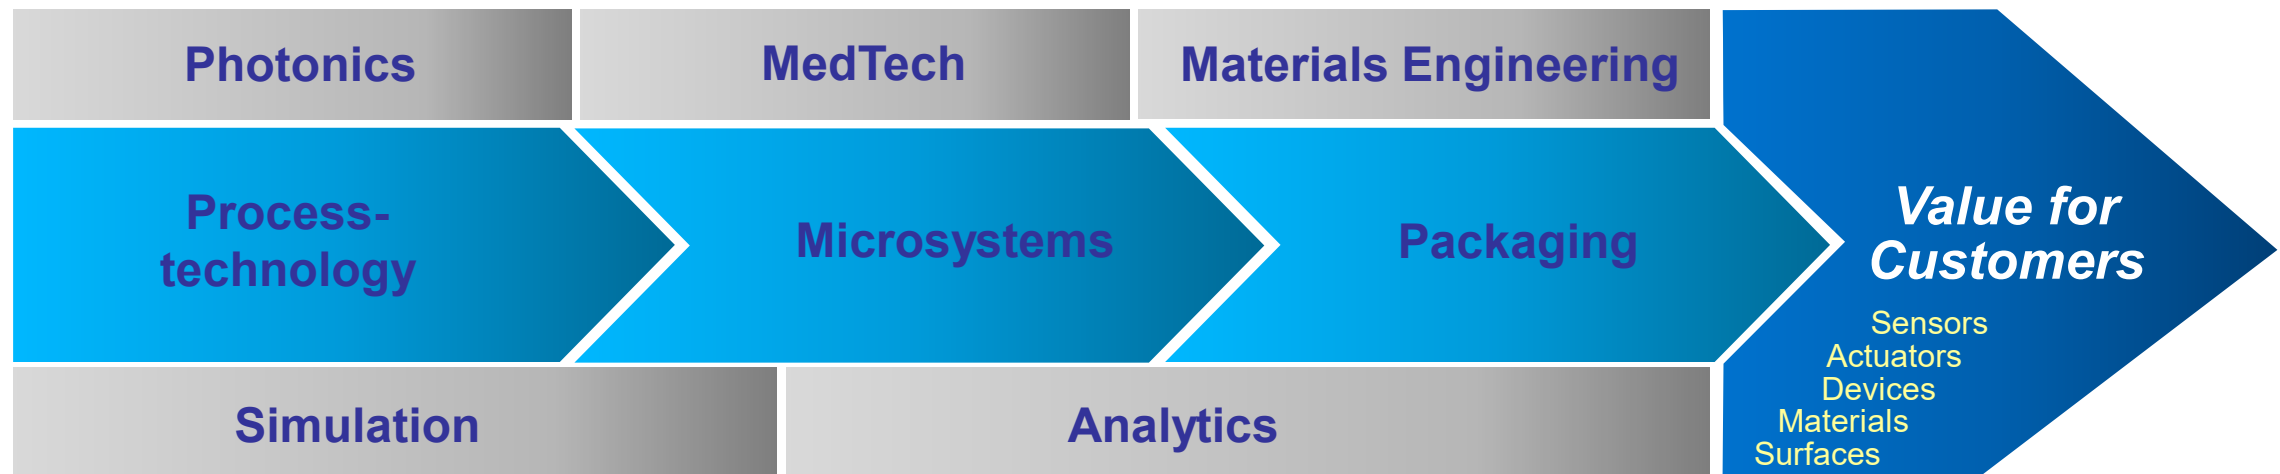 Photonics
MedTech
Materials Engineering
Process-
technology
Microsystems
Packaging
Value for
Customers
Sensors
Actuators
Devices
Materials
Surfaces
Simulation
Analytics